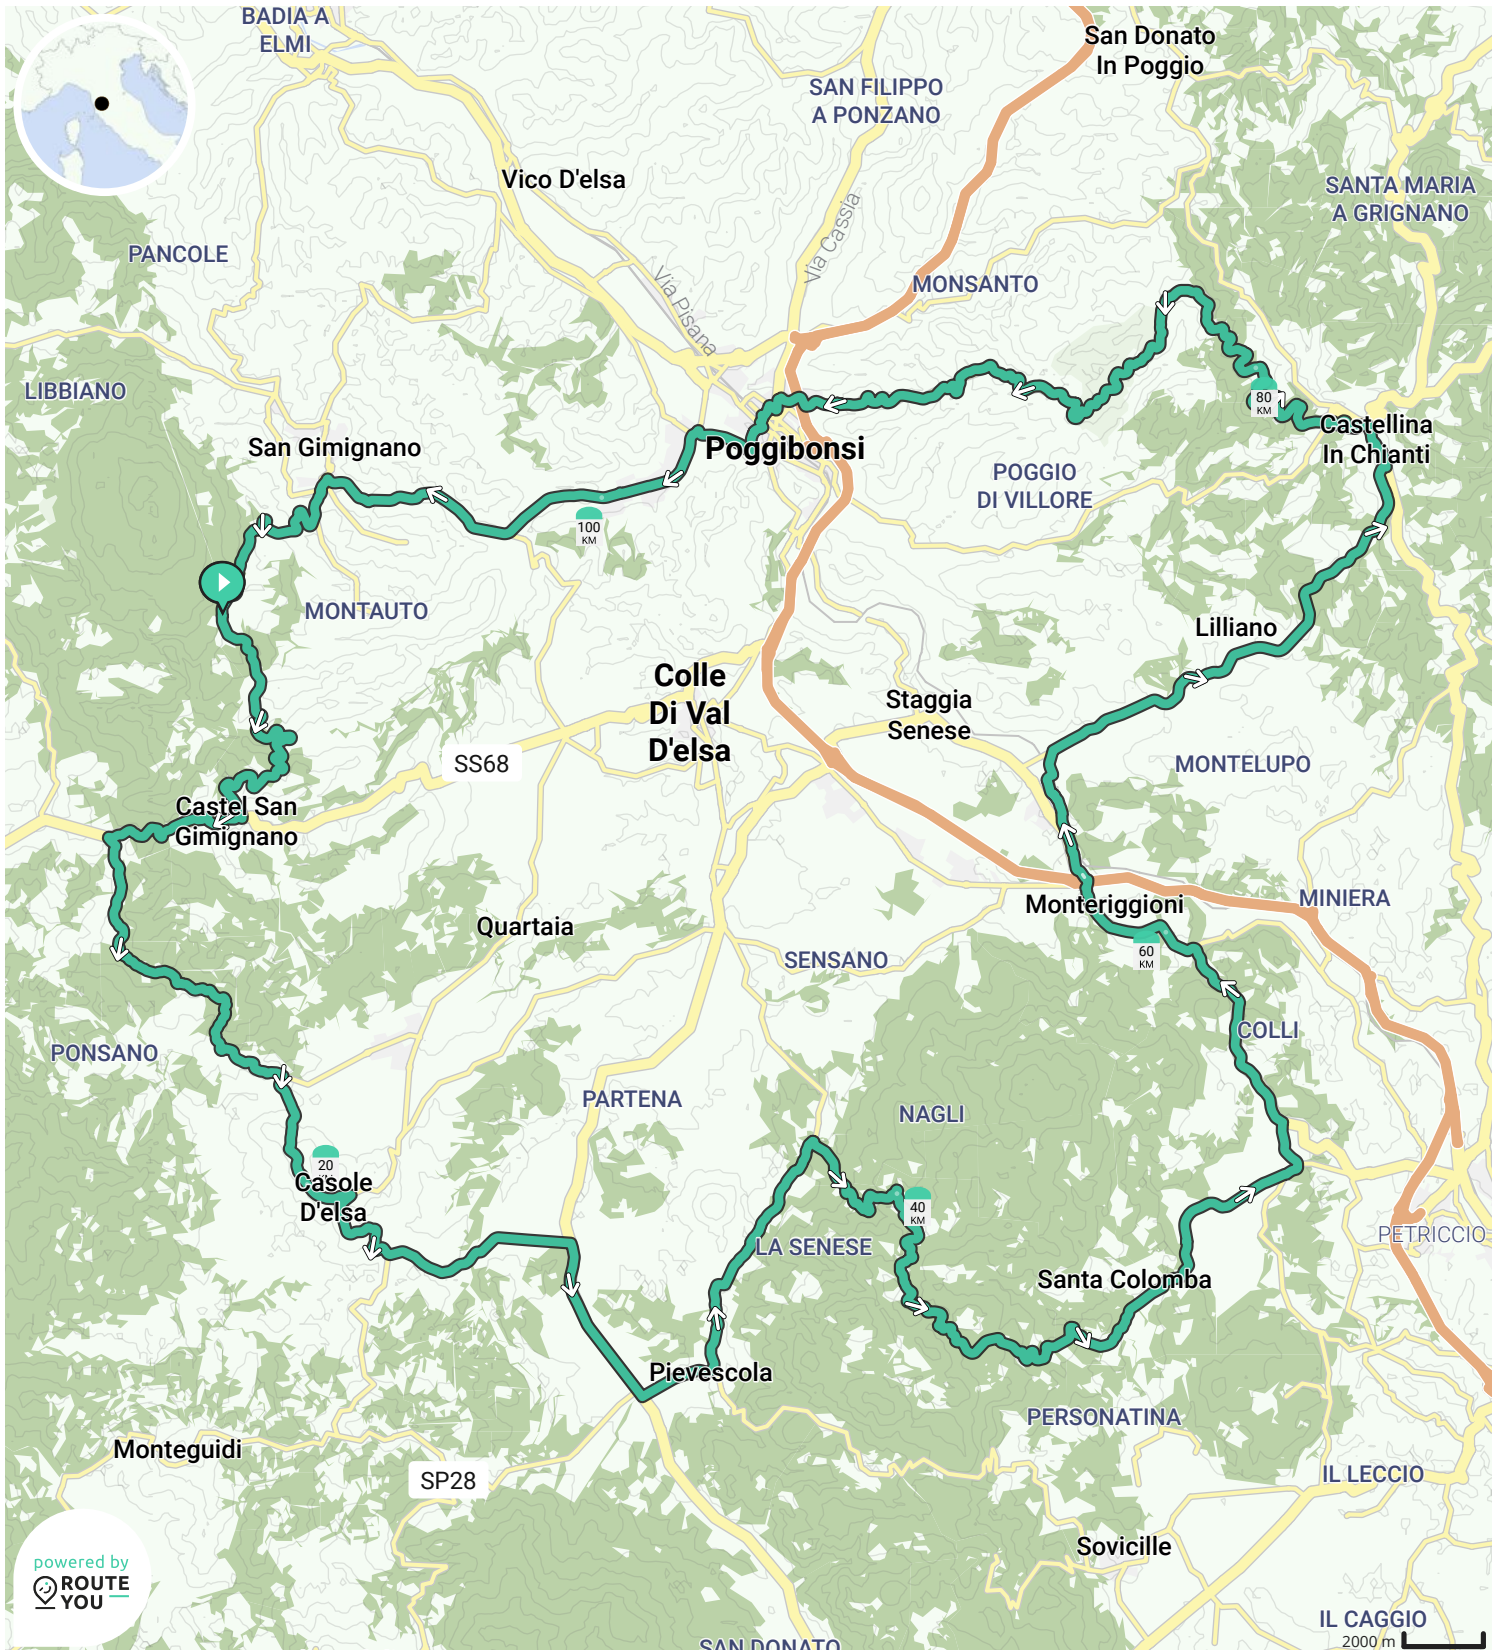 BADIA A
ELMI
San Donato
In Poggio
SAN FILIPPO
A PONZANO
Vico D'elsa
SANTA MARIA
A GRIGNANO
Via Cassia
PANCOLE
MONSANTO
Via Pisana
LIBBIANO
80
KM
Castellina
In Chianti
San Gimignano
Poggibonsi
POGGIO
DI VILLORE
100
KM
MONTAUTO
Lilliano
Colle
Di Val
D'elsa
Staggia
Senese
SS68
MONTELUPO
Castel San
Gimignano
MINIERA
Monteriggioni
Quartaia
SENSANO
60
KM
COLLI
PONSANO
PARTENA
NAGLI
20
Casole
D'elsa
40
KM
PETRICCIO
LA SENESE
Santa Colomba
Pievescola
PERSONATINA
Monteguidi
SP28
IL LECCIO
Sovicille
powered by
ROUTE
YOU
IL CAGGIO
2000 m
SAN DONATO